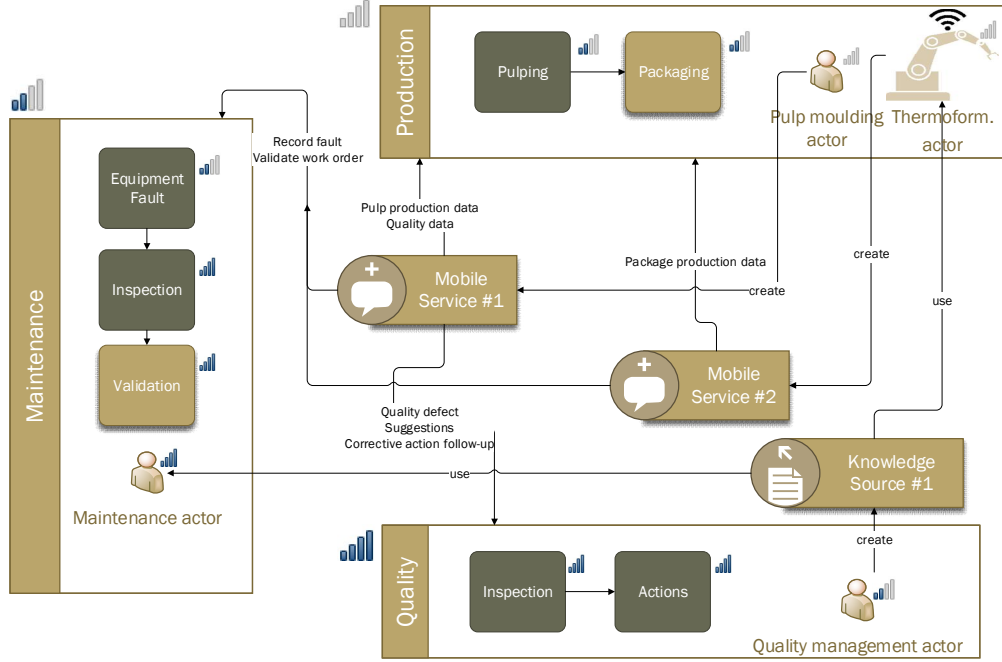 Production
Pulping
Packaging
Pulp moulding
actor
Thermoform.
actor
Maintenance
Equipment
Fault
Inspection
Validation
Maintenance actor
Record fault
Validate work order
Pulp production data
Quality data
Package production data
create
create
use
Mobile
Service #1
Mobile
Service #2
Quality defect
Suggestions
Corrective action follow-up
use
Knowledge
Source #1
create
Quality
Inspection
Actions
Quality management actor